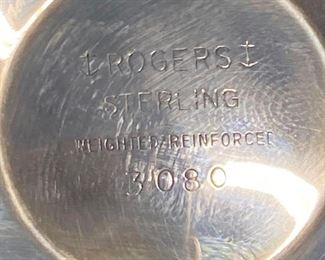 ⚓ROGERS⚓
STERLING
WEIGHTED-REINFORCED
3080